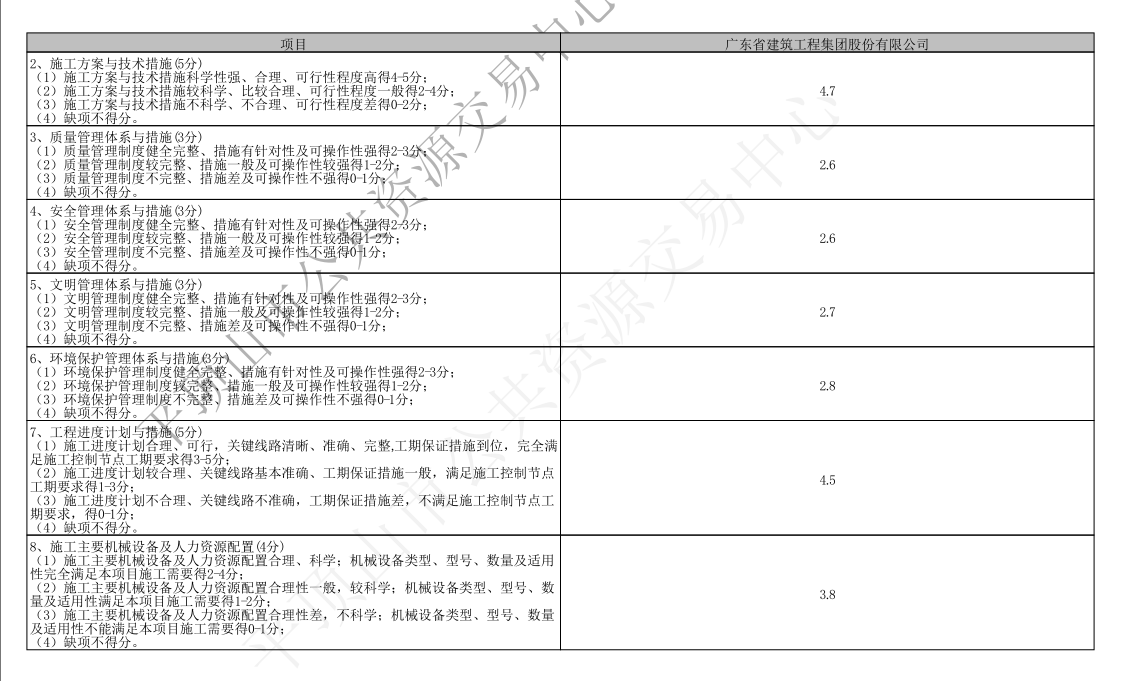 项目
广东省建筑工程集团股份有限公司
2、施工方案与技术措施(5分)
（1）施工方案与技术措施科学性强、合理、可行性程度高得4-5分;
（2）施工方案与技术措施较科学、比较合理、可行性程度一般得2-4分;
（3）施工方案与技术措施不科学、不合理、可行性程度差得0-2分;
（4）缺项不得分。
4.7
3、质量管理体系与措施(3分)
（1）质量管理制度健全完整、措施有针对性及可操作性强得2-3分;
（2）质量管理制度较完整、措施一般及可操作性较强得1-2分;
（3）质量管理制度不完整、措施差及可操作性不强得0-1分;
（4）缺项不得分。
2.6
4、安全管理体系与措施(3分)
（1）安全管理制度健全完整、措施有针对性及可操作性强得2-3分;
（2）安全管理制度较完整、措施一般及可操作性较强得1-2分;
（3）安全管理制度不完整、措施差及可操作性不强得0-1分;
（4）缺项不得分。
2.6
5、文明管理体系与措施(3分)
（1）文明管理制度健全完整、措施有针对性及可操作性强得2-3分;
（2）文明管理制度较完整、措施一般及可操作性较强得1-2分;
（3）文明管理制度不完整、措施差及可操作性不强得0-1分;
（4）缺项不得分。
2.7
6、环境保护管理体系与措施(3分)
（1）环境保护管理制度健全完整、措施有针对性及可操作性强得2-3分;
（2）环境保护管理制度较完整、措施一般及可操作性较强得1-2分;
（3）环境保护管理制度不完整、措施差及可操作性不强得0-1分;
（4）缺项不得分。
2.8
7、工程进度计划与措施(5分)
（1）施工进度计划合理、可行，关键线路清晰、准确、完整,工期保证措施到位，完全满
足施工控制节点工期要求得3-5分;
（2）施工进度计划较合理、关键线路基本准确、工期保证措施一般，满足施工控制节点
工期要求得1-3分;
（3）施工进度计划不合理、关键线路不准确，工期保证措施差，不满足施工控制节点工
期要求，得0-1分;
（4）缺项不得分。
4.5
8、施工主要机械设备及人力资源配置(4分)
（1）施工主要机械设备及人力资源配置合理、科学；机械设备类型、型号、数量及适用
性完全满足本项目施工需要得2-4分;
（2）施工主要机械设备及人力资源配置合理性一般，较科学；机械设备类型、型号、数
量及适用性满足本项目施工需要得1-2分;
（3）施工主要机械设备及人力资源配置合理性差，不科学；机械设备类型、型号、数量
及适用性不能满足本项目施工需要得0-1分;
（4）缺项不得分。
3.8
平顶山市公共资源交易中心
平顶山市公共资源交易中心